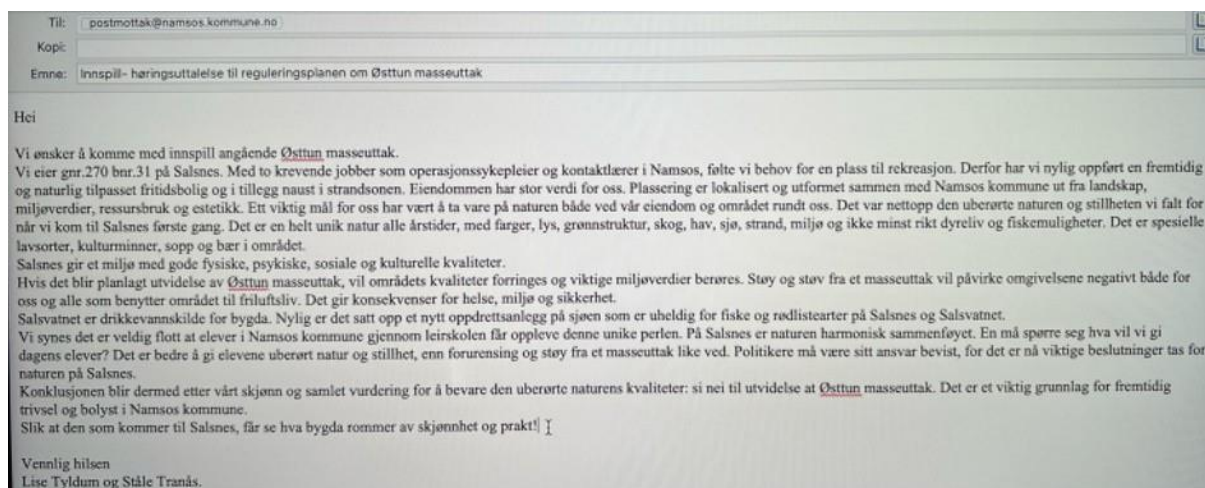 Til: postmottak@namsos.kommune.no
Kopi:
Emne: Innspill- høringsuttalelse til reguleringsplanen om Østtun masseuttak
Hei
Vi ønsker å komme med innspill angående Østtun masseuttak.
Vi eier gnr.270 bnr.31 på Salsnes. Med to krevende jobber som operasjonssykepleier og kontaktlærer i Namsos, følte vi behov for en plass til rekreasjon. Derfor har vi nylig oppført en fremtidig
og naturlig tilpasset fritidsbolig og i tillegg naust i strandsonen. Eiendommen har stor verdi for oss. Plassering er lokalisert og utformet sammen med Namsos kommune ut fra landskap,
miljøverdier, ressursbruk og estetikk. Ett viktig mål for oss har vært å ta vare på naturen både ved vår eiendom og området rundt oss. Det var nettopp den uberørte naturen og stillheten vi falt for
når vi kom til Salsnes første gang. Det er en helt unik natur alle årstider, med farger, lys, grønnstruktur, skog, hav, sjø, strand, miljø og ikke minst rikt dyreliv og fiskemuligheter. Det er spesielle
lavsorter, kulturminner, sopp og bær i området.
Salsnes gir et miljø med gode fysiske, psykiske, sosiale og kulturelle kvaliteter.
Hvis det blir planlagt utvidelse av Østtun masseuttak, vil områdets kvaliteter forringes og viktige miljøverdier berøres. Støy og støv fra et masseuttak vil påvirke omgivelsene negativt både for
oss og alle som benytter området til friluftsliv. Det gir konsekvenser for helse, miljø og sikkerhet.
Salsvatnet er drikkevannskilde for bygda. Nylig er det satt opp et nytt oppdrettsanlegg på sjøen som er uheldig for fiske og rødlistearter på Salsnes og Salsvatnet.
Vi synes det er veldig flott at elever i Namsos kommune gjennom leirskolen får oppleve denne unike perlen. På Salsnes er naturen harmonisk sammenføyet. En må spørre seg hva vil vi gi
dagens elever? Det er bedre å gi elevene uberørt natur og stillhet, enn forurensing og støy fra et masseuttak like ved. Politikere må være sitt ansvar bevist, for det er nå viktige beslutninger tas for
naturen på Salsnes.
Konklusjonen blir dermed etter vårt skjønn og samlet vurdering for å bevare den uberørte naturens kvaliteter: si nei til utvidelse at Østtun masseuttak. Det er et viktig grunnlag for fremtidig
trivsel og bolyst i Namsos kommune.
Slik at den som kommer til Salsnes, får se hva bygda rommer av skjønnhet og prakt!
Vennlig hilsen
Lise Tyldum og Ståle Tranås.